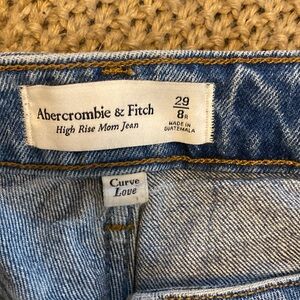 Abercrombie & Fitch
High Rise Mom Jean
29
8R
MADE IN
GUATEMALA
Curve
Love